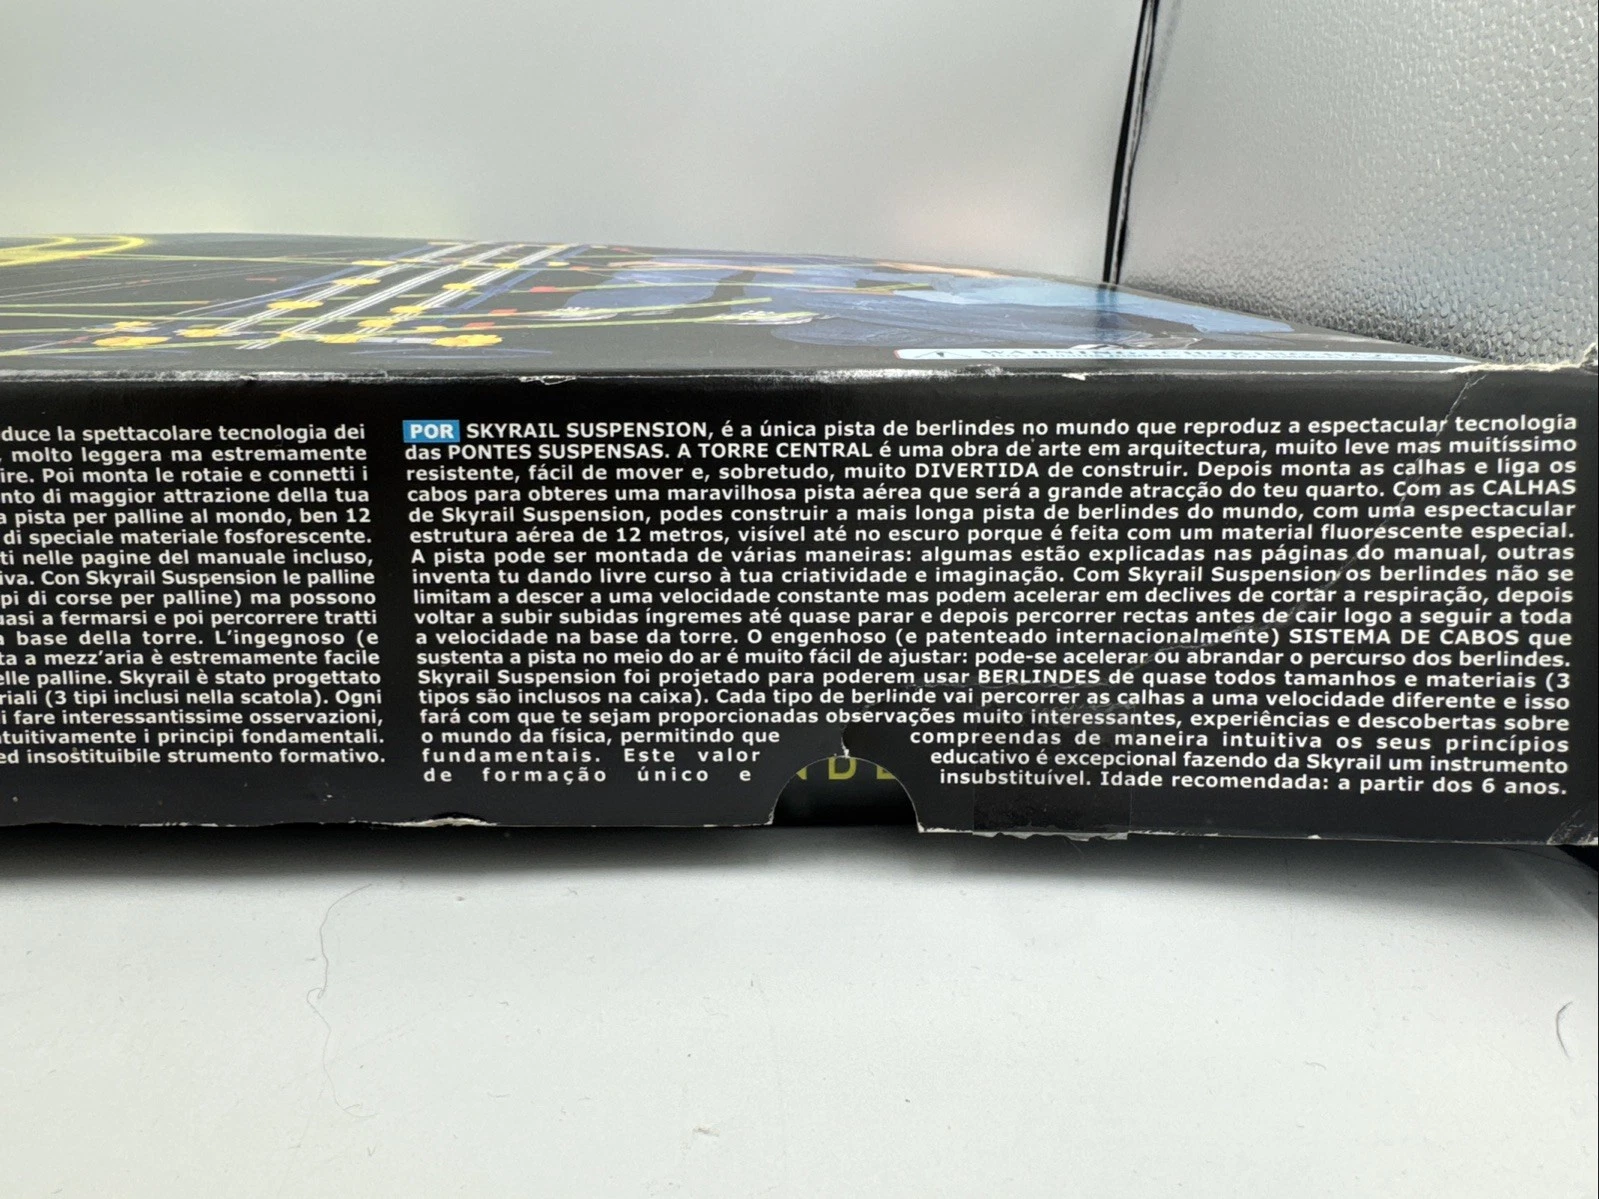 WARNING: CHOKING HAZARD
duce la spettacolare tecnologia dei
, molto leggera ma estremamente
ire. Poi monta le rotaie e connetti i
nto di maggior attrazione della tua
a pista per palline al mondo, ben 12
di speciale materiale fosforescente.
ti nelle pagine del manuale incluso,
iva. Con Skyrail Suspension le palline
pi di corse per palline) ma possono
uasi a fermarsi e poi percorrere tratti
a base della torre. L'ingegnoso (e
ta a mezz'aria è estremamente facile
elle palline. Skyrail è stato progettato
riali (3 tipi inclusi nella scatola). Ogni
i fare interessantissime osservazioni,
tuitivamente i principi fondamentali.
ed insostituibile strumento formativo.
POR SKYRAIL SUSPENSION, é a única pista de berlindes no mundo que reproduz a espectacular tecnologia
das PONTES SUSPENSAS. A TORRE CENTRAL é uma obra de arte em arquitectura, muito leve mas muitíssimo
resistente, fácil de mover e, sobretudo, muito DIVERTIDA de construir. Depois monta as calhas e liga os
cabos para obteres uma maravilhosa pista aérea que será a grande atracção do teu quarto. Com as CALHAS
de Skyrail Suspension, podes construir a mais longa pista de berlindes do mundo, com uma espectacular
estrutura aérea de 12 metros, visível até no escuro porque é feita com um material fluorescente especial.
A pista pode ser montada de várias maneiras: algumas estão explicadas nas páginas do manual, outras
inventa tu dando livre curso à tua criatividade e imaginação. Com Skyrail Suspension os berlindes não se
limitam a descer a uma velocidade constante mas podem acelerar em declives de cortar a respiração, depois
voltar a subir subidas íngremes até quase parar e depois percorrer rectas antes de cair logo a seguir a toda
a velocidade na base da torre. O engenhoso (e patenteado internacionalmente) SISTEMA DE CABOS que
sustenta a pista no meio do ar é muito fácil de ajustar: pode-se acelerar ou abrandar o percurso dos berlindes.
Skyrail Suspension foi projetado para poderem usar BERLINDES de quase todos tamanhos e materiais (3
tipos são inclusos na caixa). Cada tipo de berlinde vai percorrer as calhas a uma velocidade diferente e isso
fará com que te sejam proporcionadas observações muito interessantes, experiências e descobertas sobre
o mundo da física, permitindo que compreendas de maneira intuitiva os seus princípios
fundamentais. Este valor educativo é excepcional fazendo da Skyrail um instrumento
de formação único e insubstituível. Idade recomendada: a partir dos 6 anos.